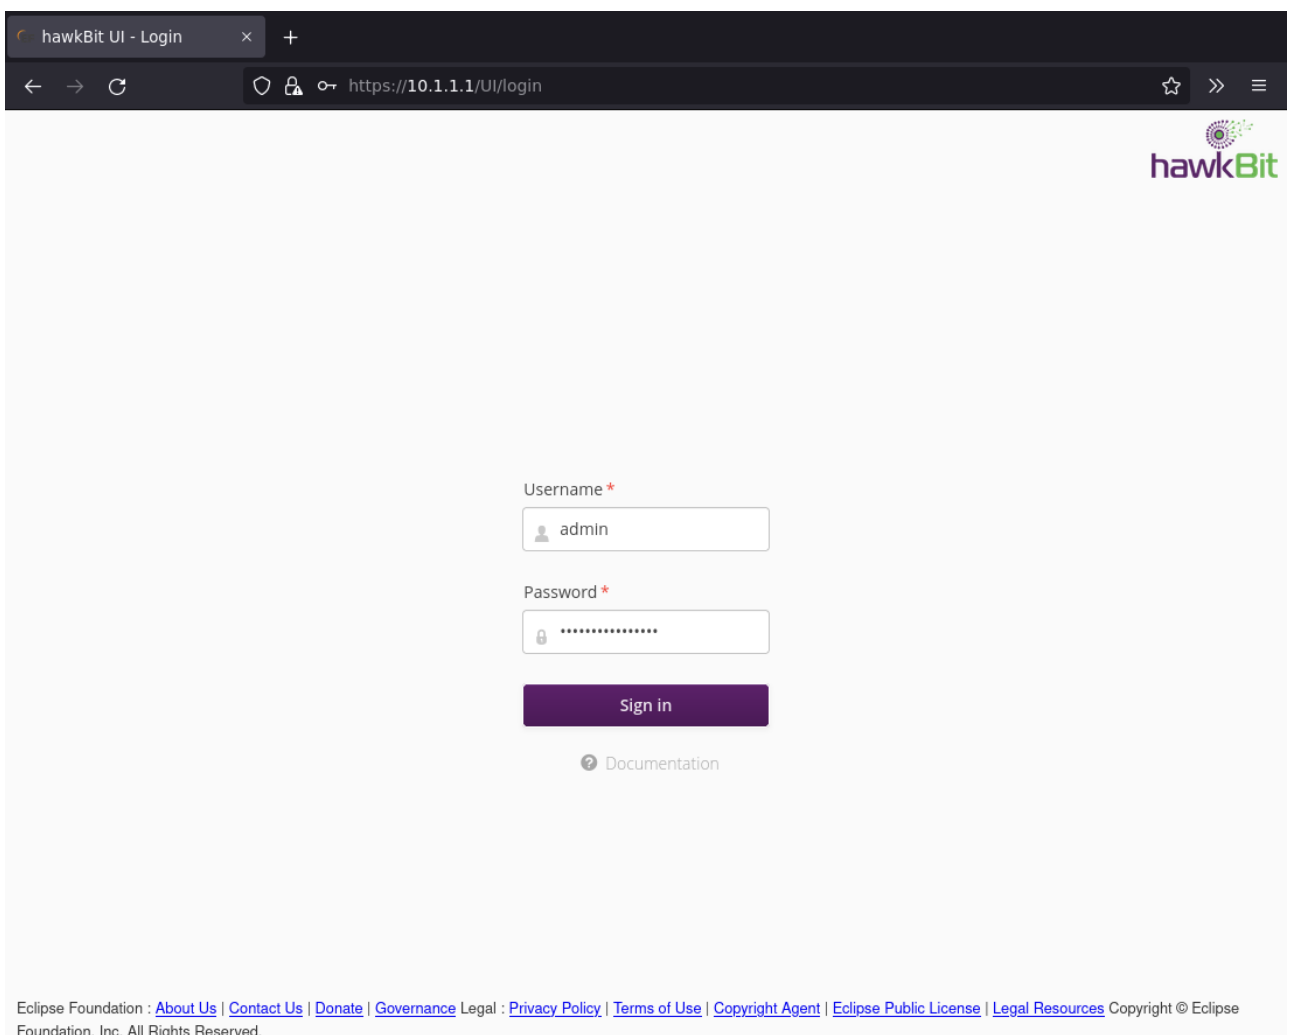 hawkBit UI - Login
https://10.1.1.1/UI/login
hawkBit
Username *
admin
Password *
••••••••••••••••
Sign in
Documentation
Eclipse Foundation : About Us | Contact Us | Donate | Governance Legal : Privacy Policy | Terms of Use | Copyright Agent | Eclipse Public License | Legal Resources Copyright © Eclipse
Foundation, Inc. All Rights Reserved.